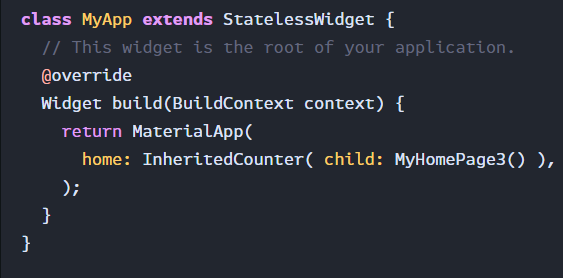 class MyApp extends StatelessWidget {
  // This widget is the root of your application.
  @override
  Widget build(BuildContext context) {
    return MaterialApp(
      home: InheritedCounter( child: MyHomePage3() ),
    );
  }
}